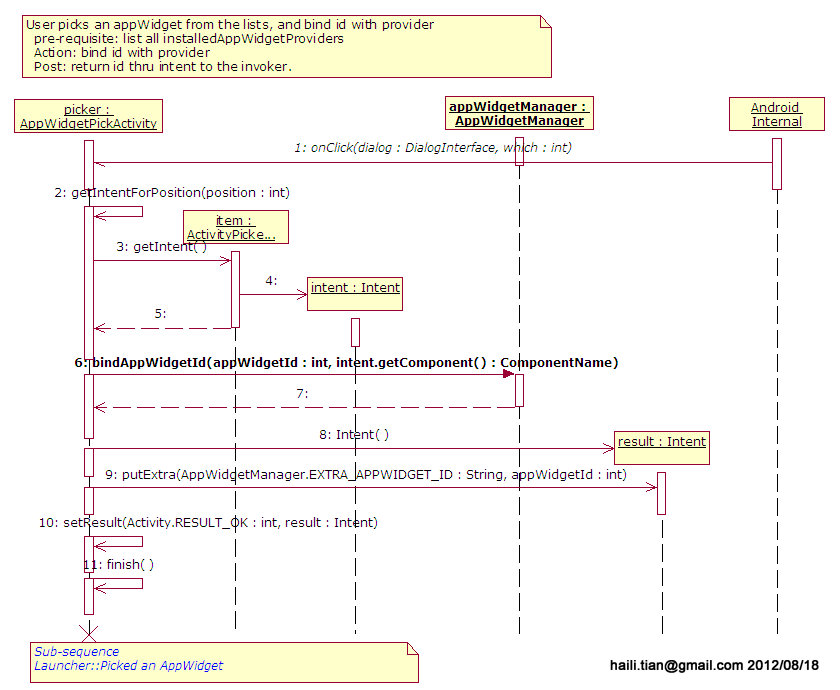 User picks an appWidget from the lists, and bind id with provider
pre-requisite: list all installedAppWidgetProviders
Action: bind id with provider
Post: return id thru intent to the invoker.
picker :
AppWidgetPickActivity
appWidgetManager :
AppWidgetManager
Android
Internal
1: onClick(dialog : DialogInterface, which : int)
2: getIntentForPosition(position : int)
item :
ActivityPicke...
3: getIntent( )
4:
intent : Intent
5:
6: bindAppWidgetId(appWidgetId : int, intent.getComponent() : ComponentName)
7:
8: Intent( )
result : Intent
9: putExtra(AppWidgetManager.EXTRA_APPWIDGET_ID : String, appWidgetId : int)
10: setResult(Activity.RESULT_OK : int, result : Intent)
11: finish( )
Sub-sequence
Launcher::Picked an AppWidget
haili.tian@gmail.com 2012/08/18